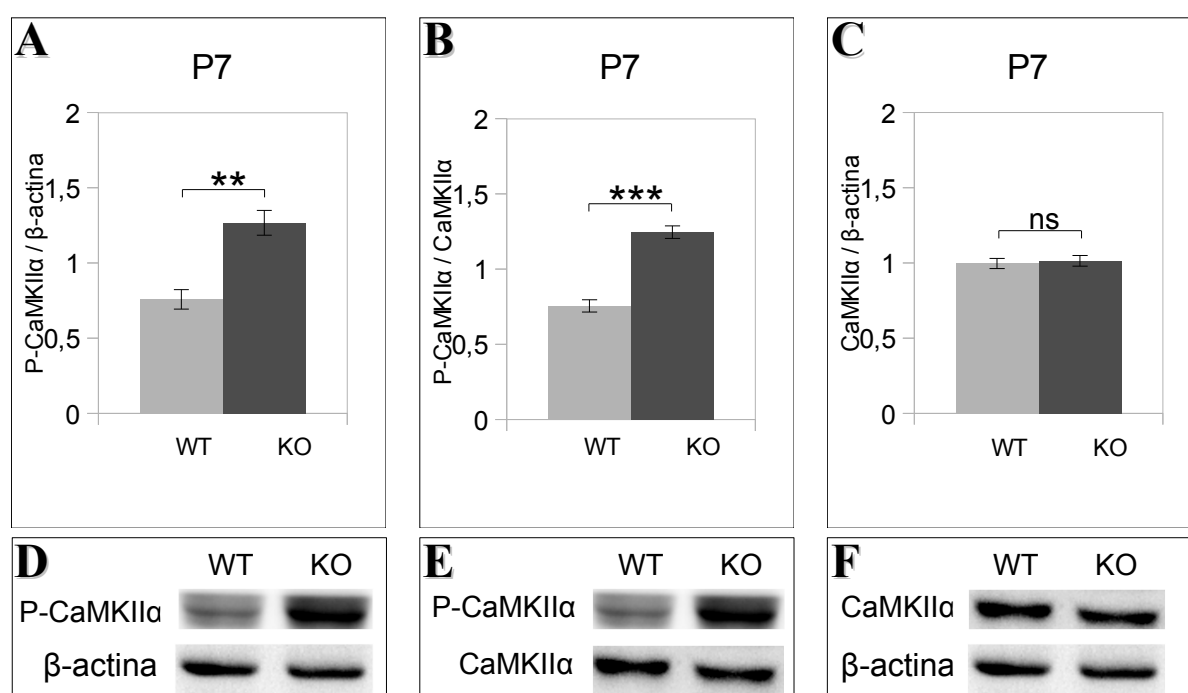 A
P7
P-CaMKIIα / β-actina
2
1,5
1
0,5
0
**
WT KO
B
P7
P-CaMKIIα / CaMKIIα
2
1,5
1
0,5
0
***
WT KO
C
P7
CaMKIIα / β-actina
2
1,5
1
0,5
0
ns
WT KO
D
WT KO
P-CaMKIIα
β-actina
E
WT KO
P-CaMKIIα
CaMKIIα
F
WT KO
CaMKIIα
β-actina